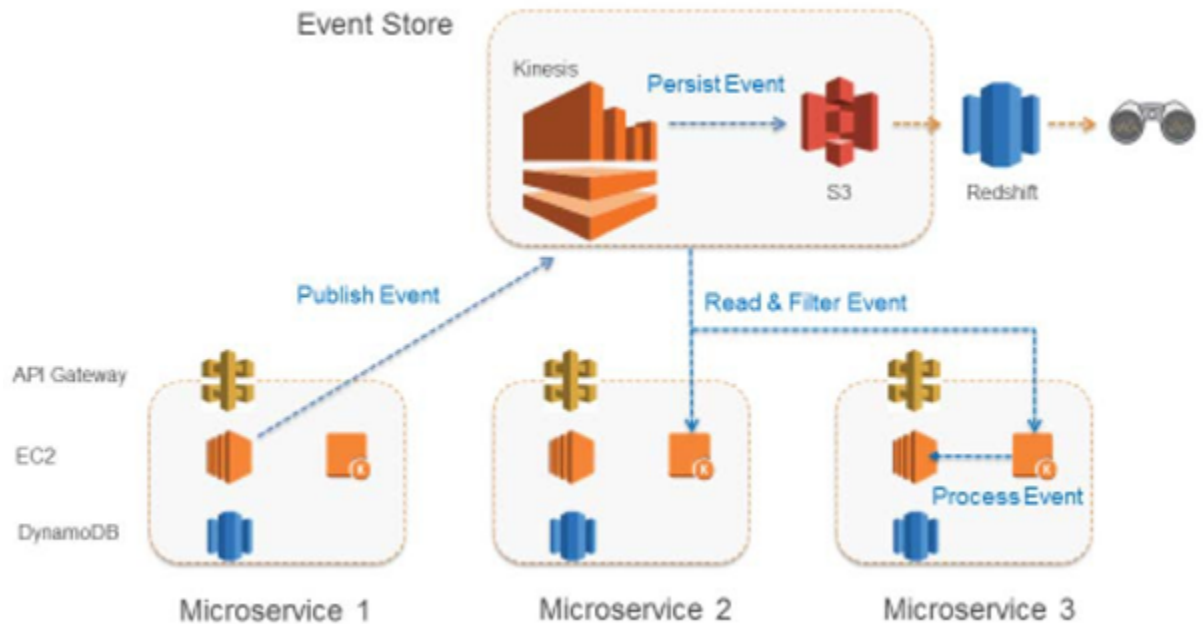 Event Store
Kinesis
Persist Event
S3
Redshift
Publish Event
Read & Filter Event
API Gateway
EC2
K
K
K
Process Event
DynamoDB
Microservice 1
Microservice 2
Microservice 3